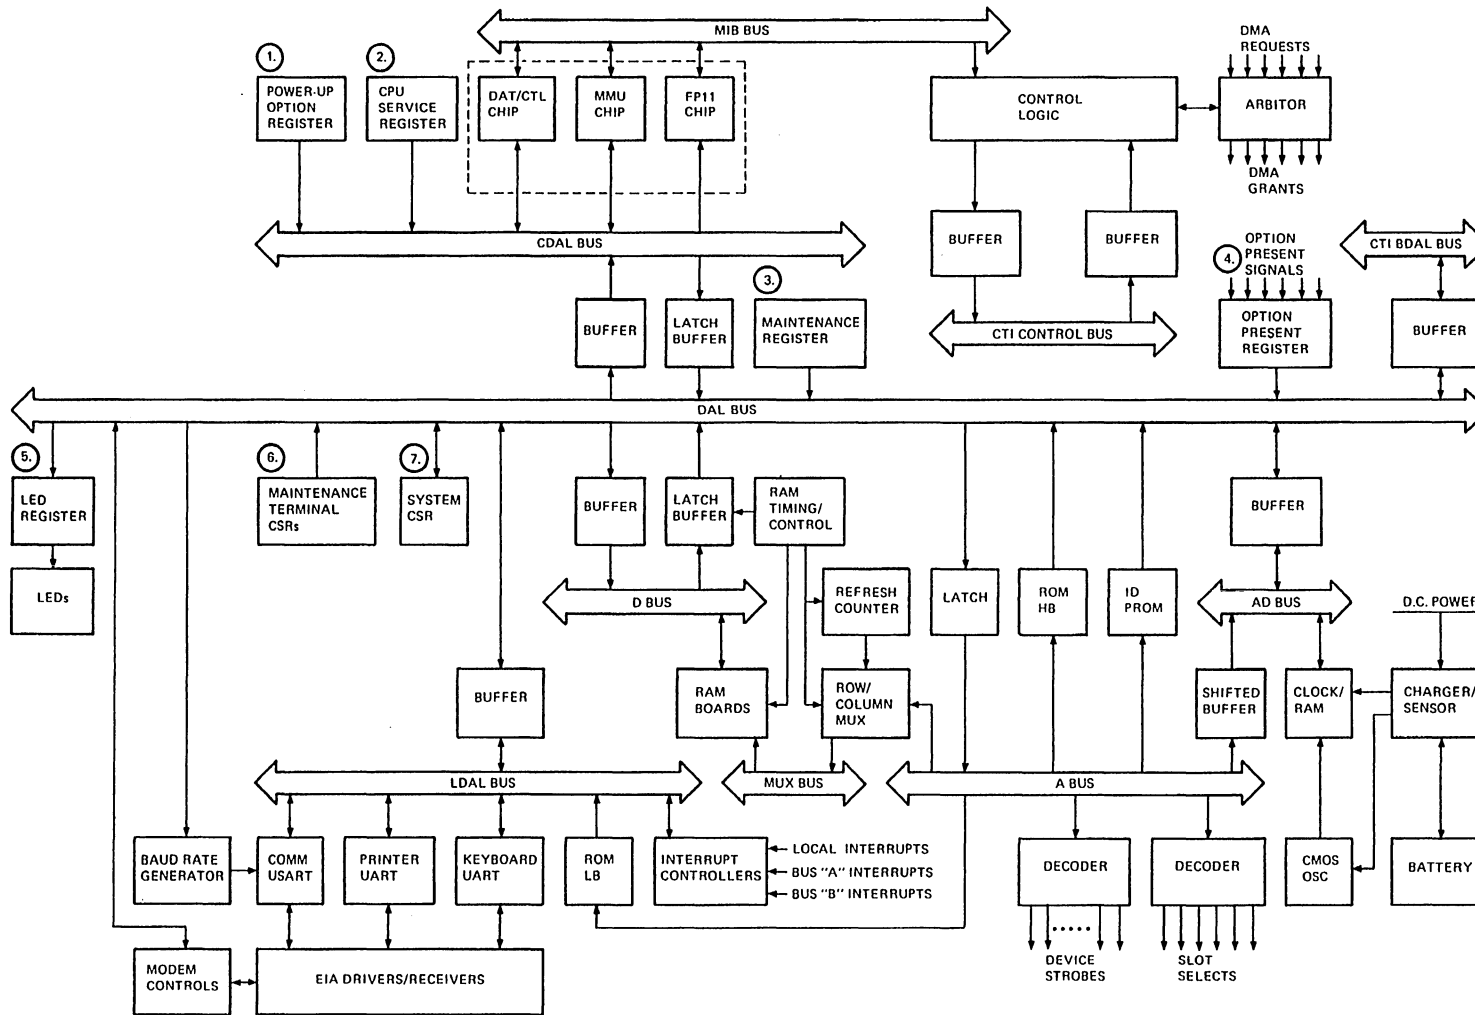 MIB BUS
1.
POWER-UP
OPTION
REGISTER
2.
CPU
SERVICE
REGISTER
DAT/CTL
CHIP
MMU
CHIP
FP11
CHIP
CONTROL
LOGIC
DMA
REQUESTS
ARBITOR
DMA
GRANTS
CDAL BUS
BUFFER
BUFFER
4.
OPTION
PRESENT
SIGNALS
CTI BDAL BUS
BUFFER
LATCH
BUFFER
3.
MAINTENANCE
REGISTER
CTI CONTROL BUS
OPTION
PRESENT
REGISTER
BUFFER
DAL BUS
5.
LED
REGISTER
LEDs
6.
MAINTENANCE
TERMINAL
CSRs
7.
SYSTEM
CSR
BUFFER
LATCH
BUFFER
RAM
TIMING/
CONTROL
BUFFER
D BUS
REFRESH
COUNTER
LATCH
ROM
HB
ID
PROM
AD BUS
D.C. POWER
BUFFER
RAM
BOARDS
ROW/
COLUMN
MUX
SHIFTED
BUFFER
CLOCK/
RAM
CHARGER/
SENSOR
LDAL BUS
MUX BUS
A BUS
BAUD RATE
GENERATOR
COMM
USART
PRINTER
UART
KEYBOARD
UART
ROM
LB
INTERRUPT
CONTROLLERS
LOCAL INTERRUPTS
BUS "A" INTERRUPTS
BUS "B" INTERRUPTS
DECODER
DECODER
CMOS
OSC
BATTERY
MODEM
CONTROLS
EIA DRIVERS/RECEIVERS
DEVICE
STROBES
SLOT
SELECTS